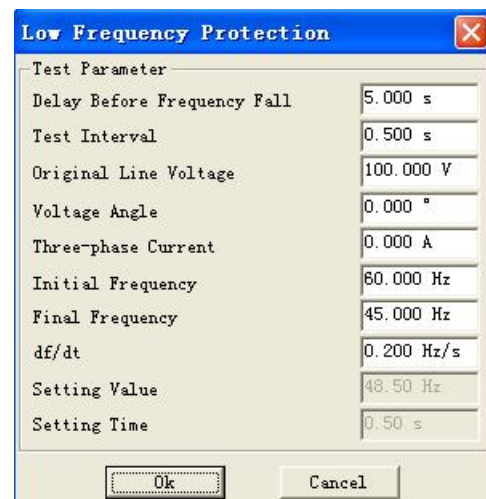 Low Frequency Protection
Test Parameter
Delay Before Frequency Fall 5.000 s
Test Interval 0.500 s
Original Line Voltage 100.000 V
Voltage Angle 0.000 °
Three-phase Current 0.000 A
Initial Frequency 60.000 Hz
Final Frequency 45.000 Hz
df/dt 0.200 Hz/s
Setting Value 48.50 Hz
Setting Time 0.50 s
Ok Cancel